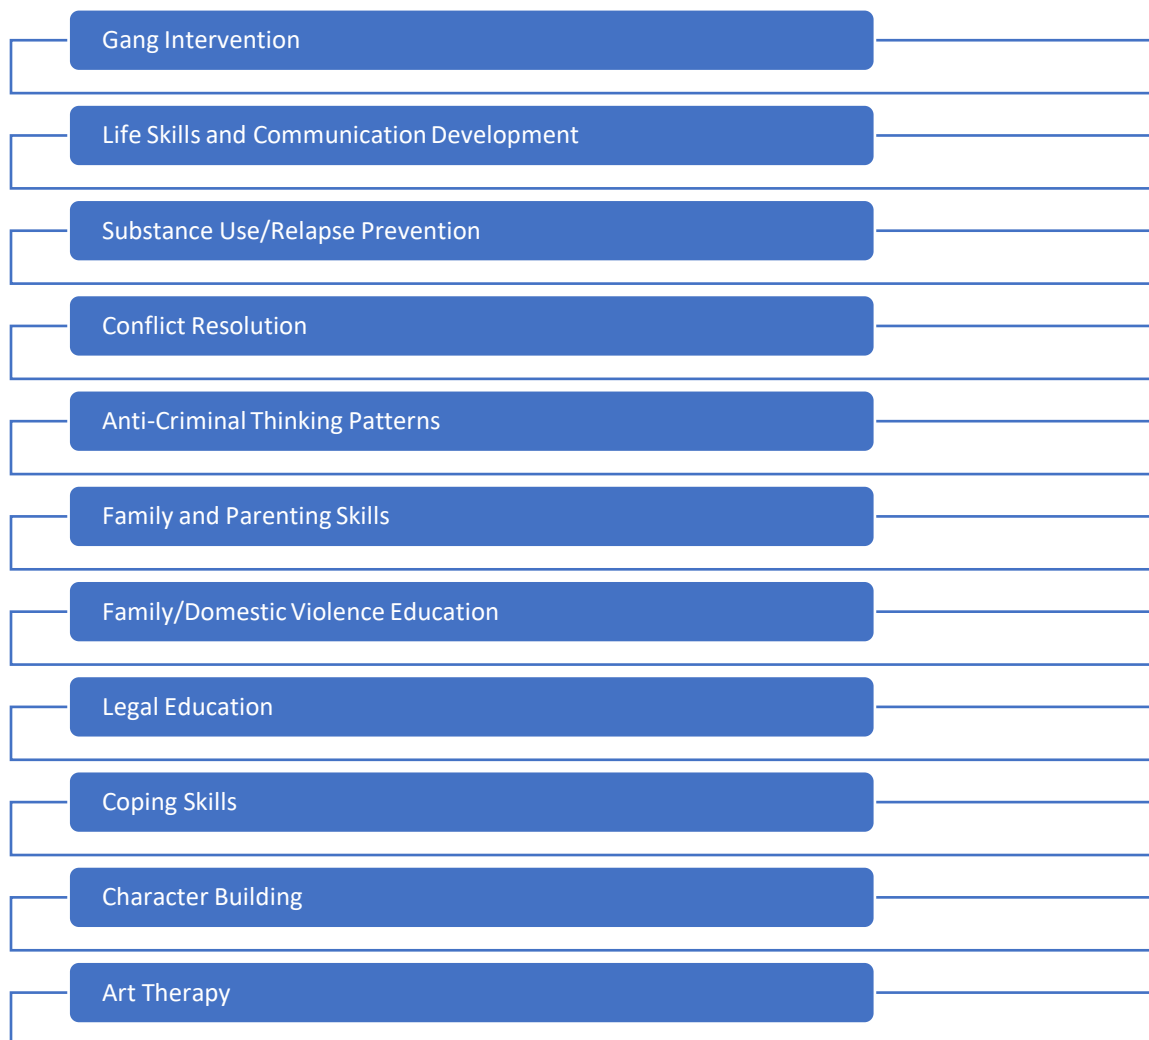 Gang Intervention
Life Skills and Communication Development
Substance Use/Relapse Prevention
Conflict Resolution
Anti-Criminal Thinking Patterns
Family and Parenting Skills
Family/Domestic Violence Education
Legal Education
Coping Skills
Character Building
Art Therapy